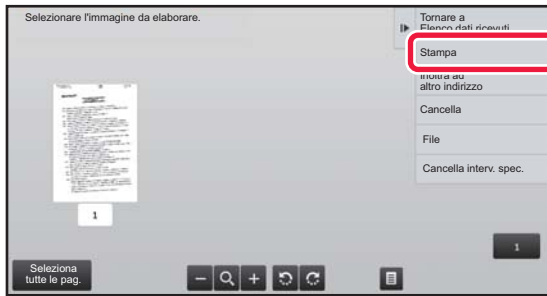 Selezionare l'immagine da elaborare.
Tornare a
Elenco dati ricevuti
Stampa
Inoltra ad
altro indirizzo
Cancella
File
Cancella interv. spec.
1
1
Seleziona
tutte le pag.